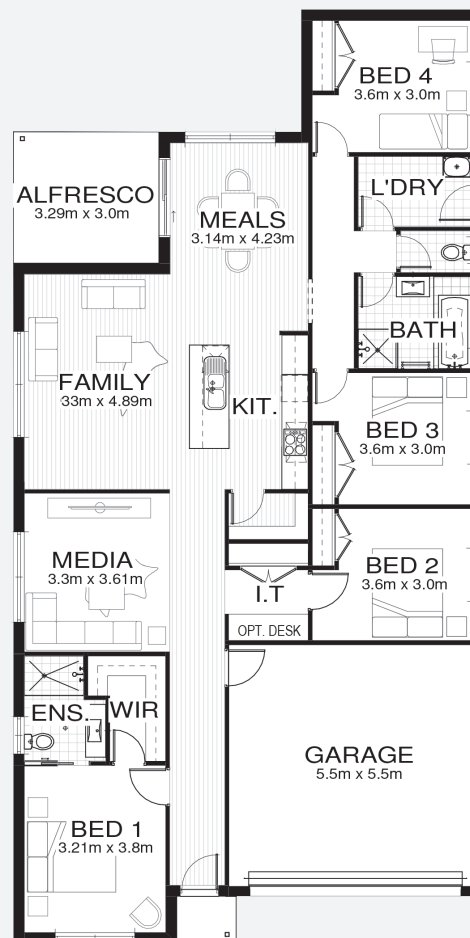 BED 4
3.6m x 3.0m
L'DRY
ALFRESCO
3.29m x 3.0m
MEALS
3.14m x 4.23m
BATH
FAMILY
33m x 4.89m
KIT.
BED 3
3.6m x 3.0m
MEDIA
3.3m x 3.61m
BED 2
3.6m x 3.0m
I.T
OPT. DESK
ENS.
WIR
GARAGE
5.5m x 5.5m
BED 1
3.21m x 3.8m